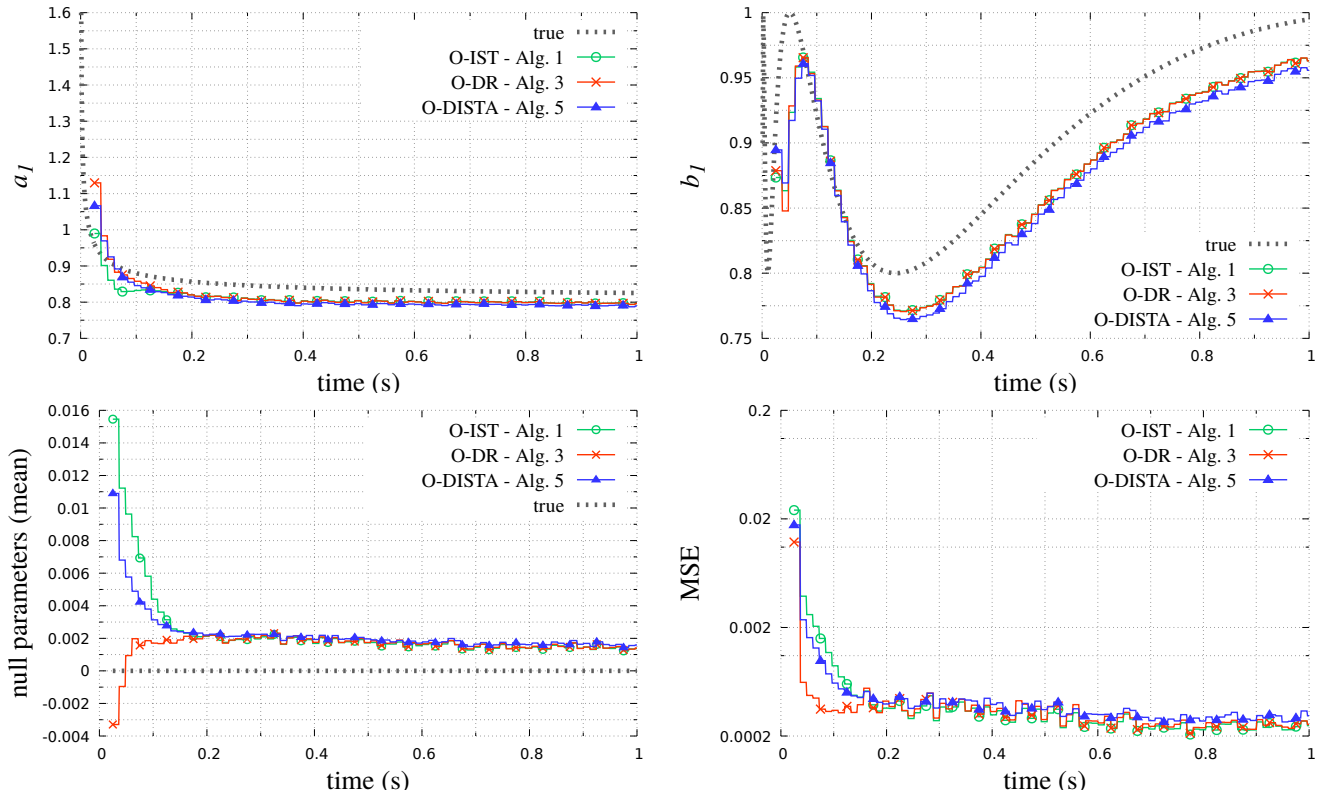 1.6
1.5
1.4
1.3
1.2
1.1
1
0.9
0.8
0.7
a1
true
O-IST - Alg. 1
O-DR - Alg. 3
O-DISTA - Alg. 5
0 0.2 0.4 0.6 0.8 1
time (s)
1
0.95
0.9
0.85
0.8
0.75
b1
true
O-IST - Alg. 1
O-DR - Alg. 3
O-DISTA - Alg. 5
0 0.2 0.4 0.6 0.8 1
time (s)
0.016
0.014
0.012
0.01
0.008
0.006
0.004
0.002
0
-0.002
-0.004
null parameters (mean)
O-IST - Alg. 1
O-DR - Alg. 3
O-DISTA - Alg. 5
true
0 0.2 0.4 0.6 0.8 1
time (s)
0.2
0.02
0.002
0.0002
MSE
O-IST - Alg. 1
O-DR - Alg. 3
O-DISTA - Alg. 5
0 0.2 0.4 0.6 0.8 1
time (s)